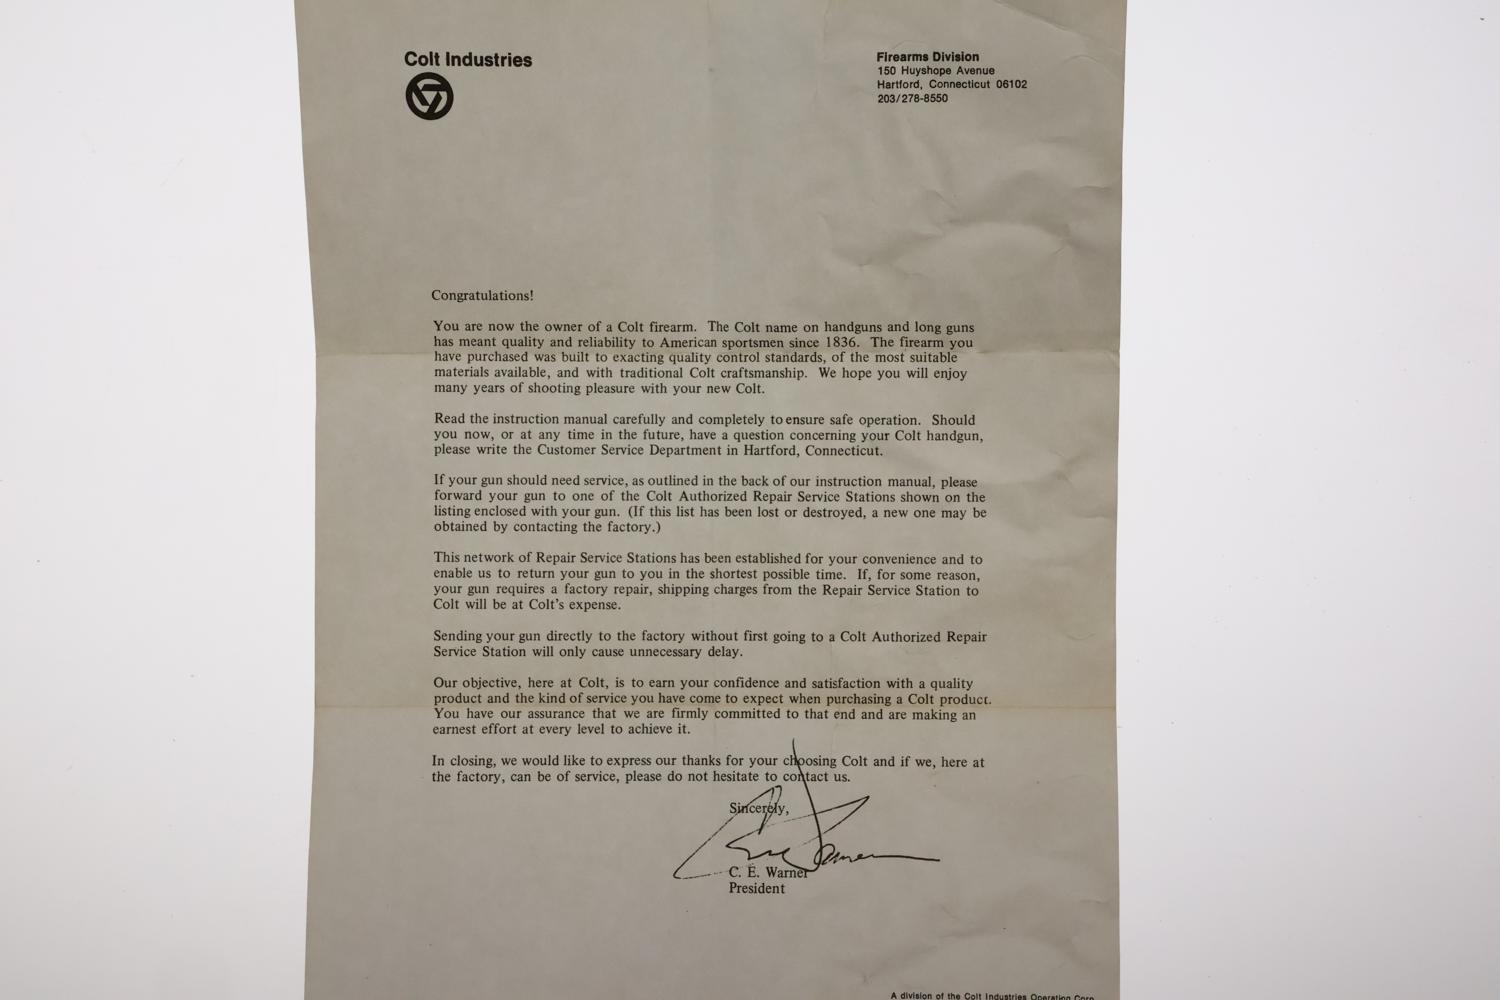 Colt Industries
Firearms Division
150 Huyshope Avenue
Hartford, Connecticut 06102
203/278-8550
Congratulations!
You are now the owner of a Colt firearm. The Colt name on handguns and long guns
has meant quality and reliability to American sportsmen since 1836. The firearm you
have purchased was built to exacting quality control standards, of the most suitable
materials available, and with traditional Colt craftsmanship. We hope you will enjoy
many years of shooting pleasure with your new Colt.
Read the instruction manual carefully and completely to ensure safe operation. Should
you now, or at any time in the future, have a question concerning your Colt handgun,
please write the Customer Service Department in Hartford, Connecticut.
If your gun should need service, as outlined in the back of our instruction manual, please
forward your gun to one of the Colt Authorized Repair Service Stations shown on the
listing enclosed with your gun. (If this list has been lost or destroyed, a new one may be
obtained by contacting the factory.)
This network of Repair Service Stations has been established for your convenience and to
enable us to return your gun to you in the shortest possible time. If, for some reason,
your gun requires a factory repair, shipping charges from the Repair Service Station to
Colt will be at Colt's expense.
Sending your gun directly to the factory without first going to a Colt Authorized Repair
Service Station will only cause unnecessary delay.
Our objective, here at Colt, is to earn your confidence and satisfaction with a quality
product and the kind of service you have come to expect when purchasing a Colt product.
You have our assurance that we are firmly committed to that end and are making an
earnest effort at every level to achieve it.
In closing, we would like to express our thanks for your choosing Colt and if we, here at
the factory, can be of service, please do not hesitate to contact us.
Sincerely,
C. E. Warner
President
A division of the Colt Industries Operating Corp.